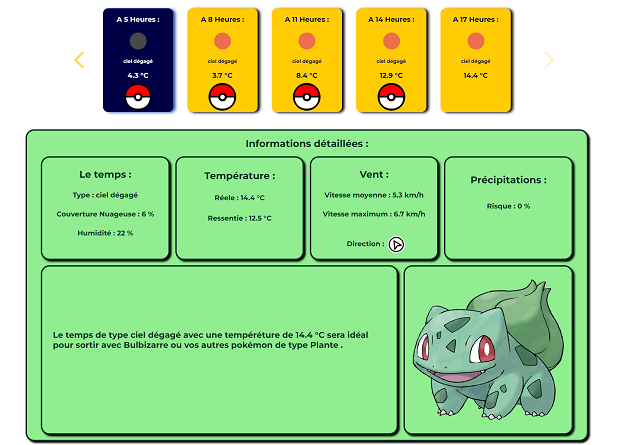 A 5 Heures :
ciel dégagé
4.3 °C
A 8 Heures :
ciel dégagé
3.7 °C
A 11 Heures :
ciel dégagé
8.4 °C
A 14 Heures :
ciel dégagé
12.9 °C
A 17 Heures :
ciel dégagé
14.4 °C
Informations détaillées :
Le temps :
Type : ciel dégagé
Couverture Nuageuse : 6 %
Humidité : 22 %
Température :
Réele : 14.4 °C
Ressentie : 12.5 °C
Vent :
Vitesse moyenne : 5.3 km/h
Vitesse maximum : 6.7 km/h
Direction :
Précipitations :
Risque : 0 %
Le temps de type ciel dégagé avec une températéture de 14.4 °C sera idéal
pour sortir avec Bulbizarre ou vos autres pokémon de type Plante .